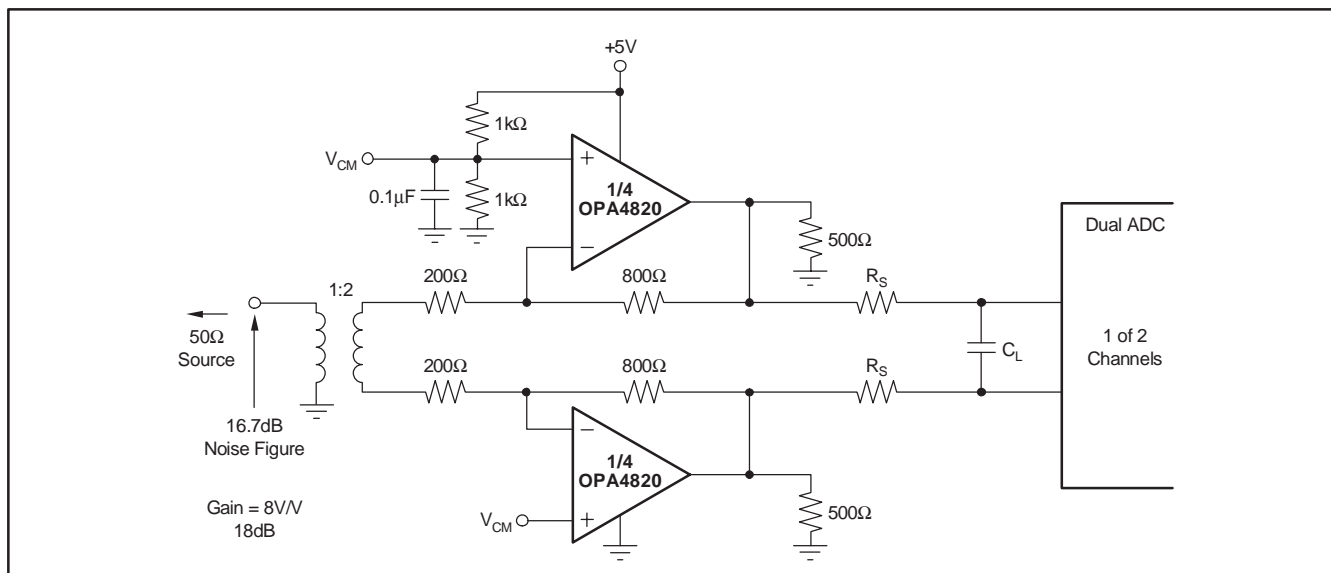 +5V
1kΩ
V_CM
0.1μF
1kΩ
+
1/4
OPA4820
−
Dual ADC
500Ω
200Ω
800Ω
R_S
1:2
50Ω
Source
C_L
1 of 2
Channels
200Ω
800Ω
R_S
16.7dB
Noise Figure
−
1/4
OPA4820
+
V_CM
500Ω
Gain = 8V/V
18dB